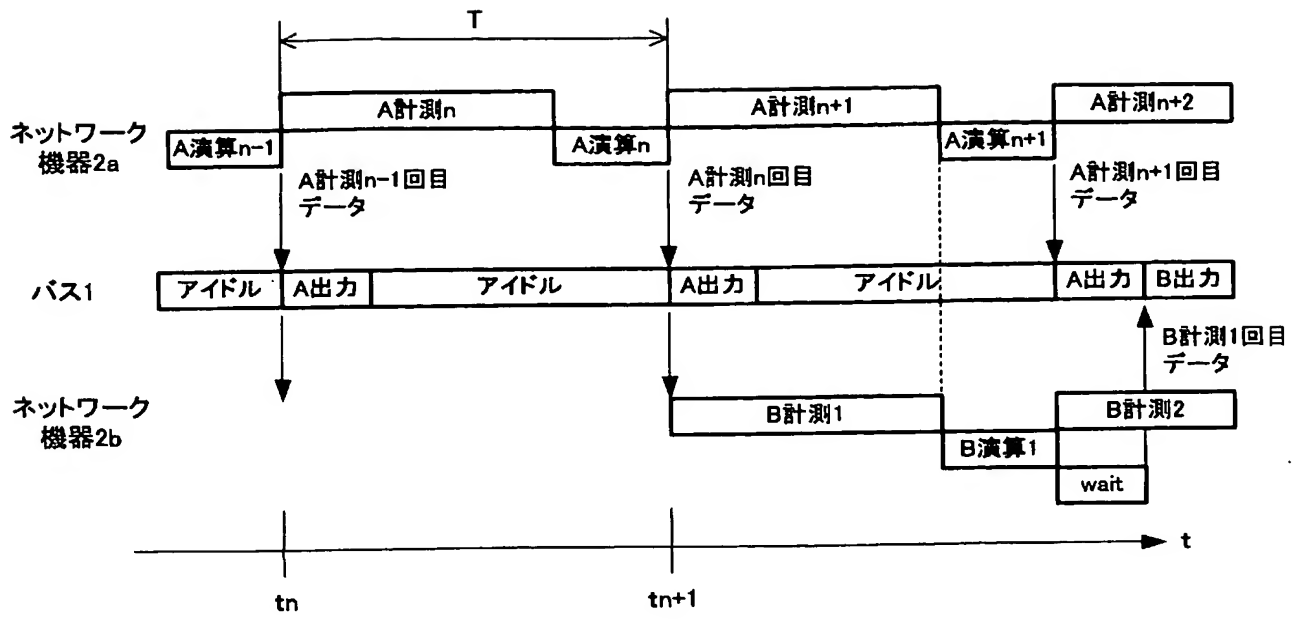 T
A計測n
A計測n+1
A計測n+2
ネットワーク
機器2a
A演算n-1
A演算n
A演算n+1
A計測n-1回目
データ
A計測n回目
データ
A計測n+1回目
データ
バス1
アイドル
A出力
アイドル
A出力
アイドル
A出力
B出力
B計測1回目
データ
ネットワーク
機器2b
B計測1
B計測2
B演算1
wait
t
tn
tn+1